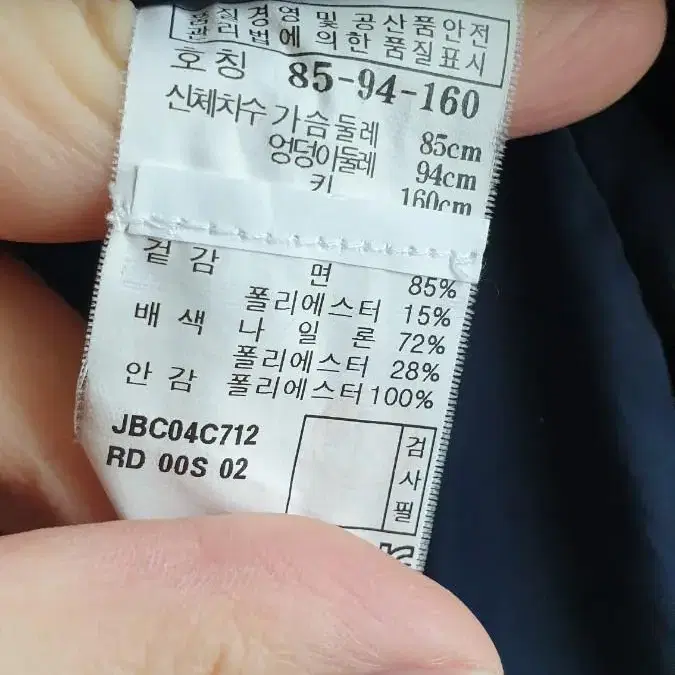 품질경영 및 공산품안전
관리법에 의한 품질표시
호칭 85-94-160
신체치수 가슴둘레 85cm
엉덩이둘레 94cm
키 160cm
겉감 면 85%
폴리에스터 15%
배색 나일론 72%
폴리에스터 28%
안감 폴리에스터 100%
JBC04C712
RD 00S 02
검사필